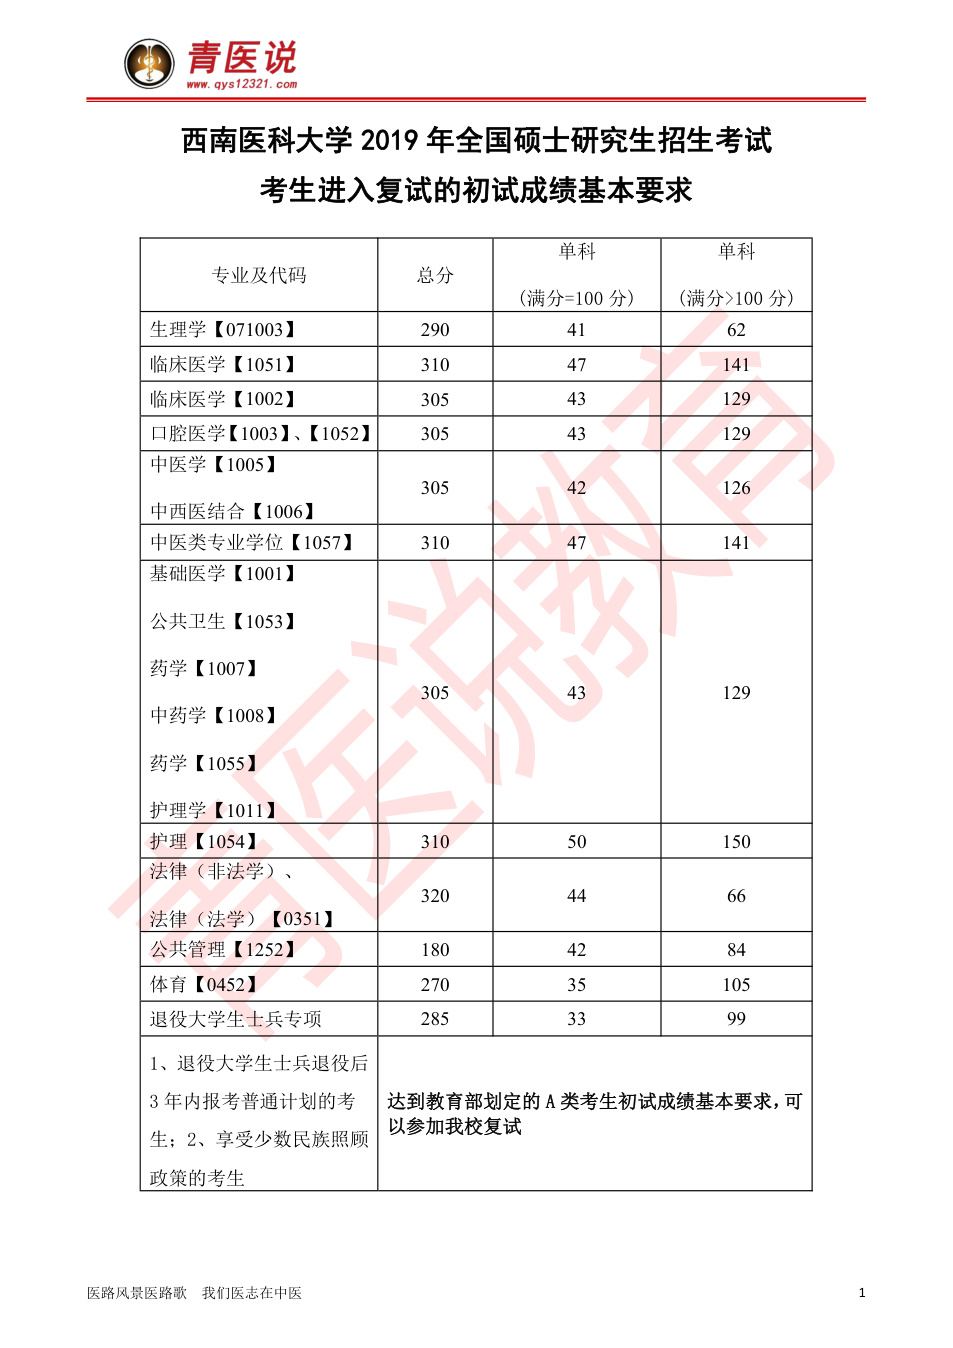 青医说
www.qys12321.com
西南医科大学 2019 年全国硕士研究生招生考试
考生进入复试的初试成绩基本要求
专业及代码 总分 单科 单科
(满分=100 分) (满分>100 分)
生理学【071003】 290 41 62
临床医学【1051】 310 47 141
临床医学【1002】 305 43 129
口腔医学【1003】、【1052】 305 43 129
中医学【1005】
305 42 126
中西医结合【1006】
中医类专业学位【1057】 310 47 141
基础医学【1001】
公共卫生【1053】
药学【1007】
305 43 129
中药学【1008】
药学【1055】
护理学【1011】
护理【1054】 310 50 150
法律（非法学）、
320 44 66
法律（法学）【0351】
公共管理【1252】 180 42 84
体育【0452】 270 35 105
退役大学生士兵专项 285 33 99
1、退役大学生士兵退役后
3 年内报考普通计划的考
生；2、享受少数民族照顾
政策的考生
达到教育部划定的 A 类考生初试成绩基本要求，可
以参加我校复试
青医说教育
医路风景医路歌 我们医志在中医 1